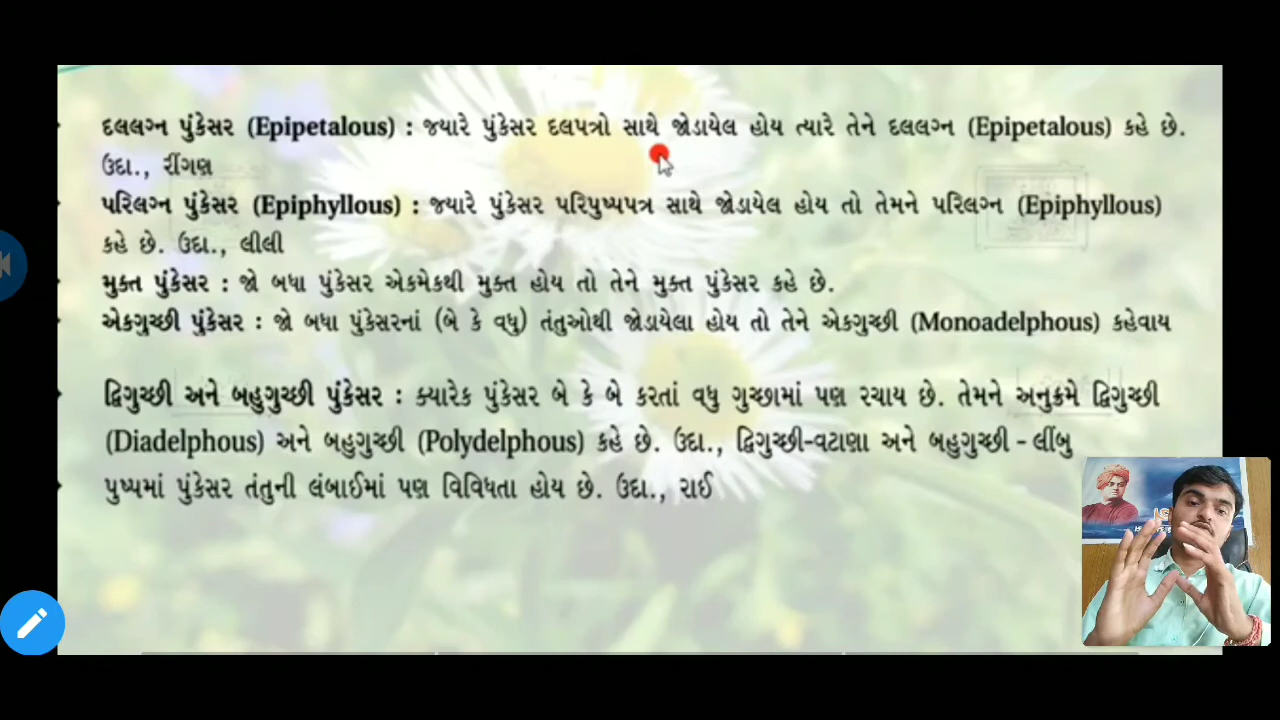 દલલગ્ન પુંકેસર (Epipetalous) : જ્યારે પુંકેસર દલપત્રો સાથે જોડાયેલ હોય ત્યારે તેને દલલગ્ન (Epipetalous) કહે છે.
ઉદા., રીંગણ
પરિલગ્ન પુંકેસર (Epiphyllous) : જ્યારે પુંકેસર પરિપુષ્પપત્ર સાથે જોડાયેલ હોય તો તેમને પરિલગ્ન (Epiphyllous)
કહે છે. ઉદા., લીલી
મુક્ત પુંકેસર : જો બધા પુંકેસર એકમેકથી મુક્ત હોય તો તેને મુક્ત પુંકેસર કહે છે.
એકગુચ્છી પુંકેસર : જો બધા પુંકેસરનાં (બે કે વધુ) તંતુઓથી જોડાયેલા હોય તો તેને એકગુચ્છી (Monoadelphous) કહેવાય
દ્વિગુચ્છી અને બહુગુચ્છી પુંકેસર : ક્યારેક પુંકેસર બે કે બે કરતાં વધુ ગુચ્છામાં પણ રચાય છે. તેમને અનુક્રમે દ્વિગુચ્છી
(Diadelphous) અને બહુગુચ્છી (Polydelphous) કહે છે. ઉદા., દ્વિગુચ્છી-વટાણા અને બહુગુચ્છી - લીંબુ
પુષ્પમાં પુંકેસર તંતુની લંબાઈમાં પણ વિવિધતા હોય છે. ઉદા., રાઈ